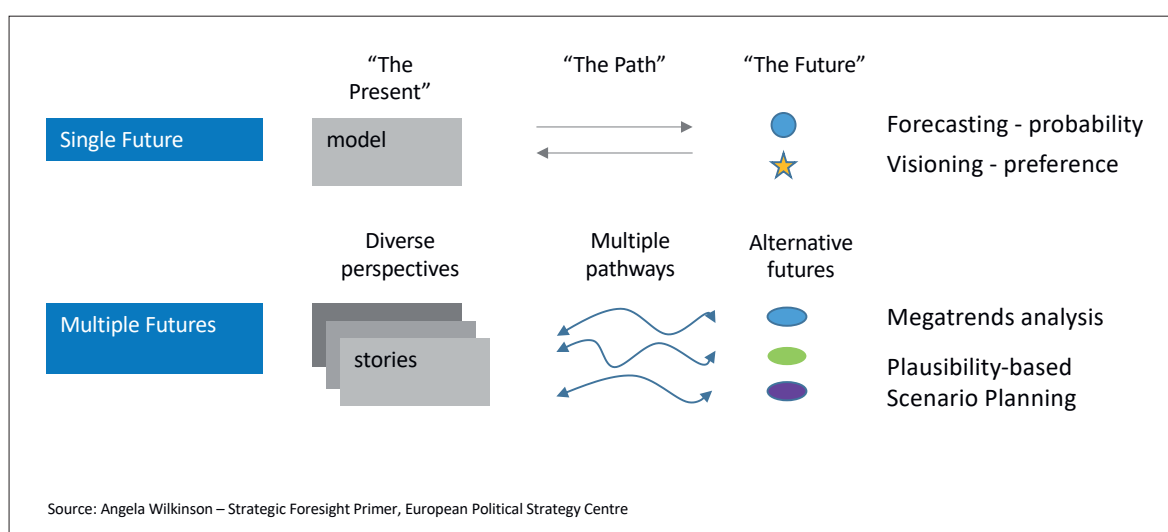 “The
Present”
“The Path”
“The Future”
Single Future
model
Forecasting - probability
Visioning - preference
Diverse
perspectives
Multiple
pathways
Alternative
futures
Multiple Futures
stories
Megatrends analysis
Plausibility-based
Scenario Planning
Source: Angela Wilkinson – Strategic Foresight Primer, European Political Strategy Centre